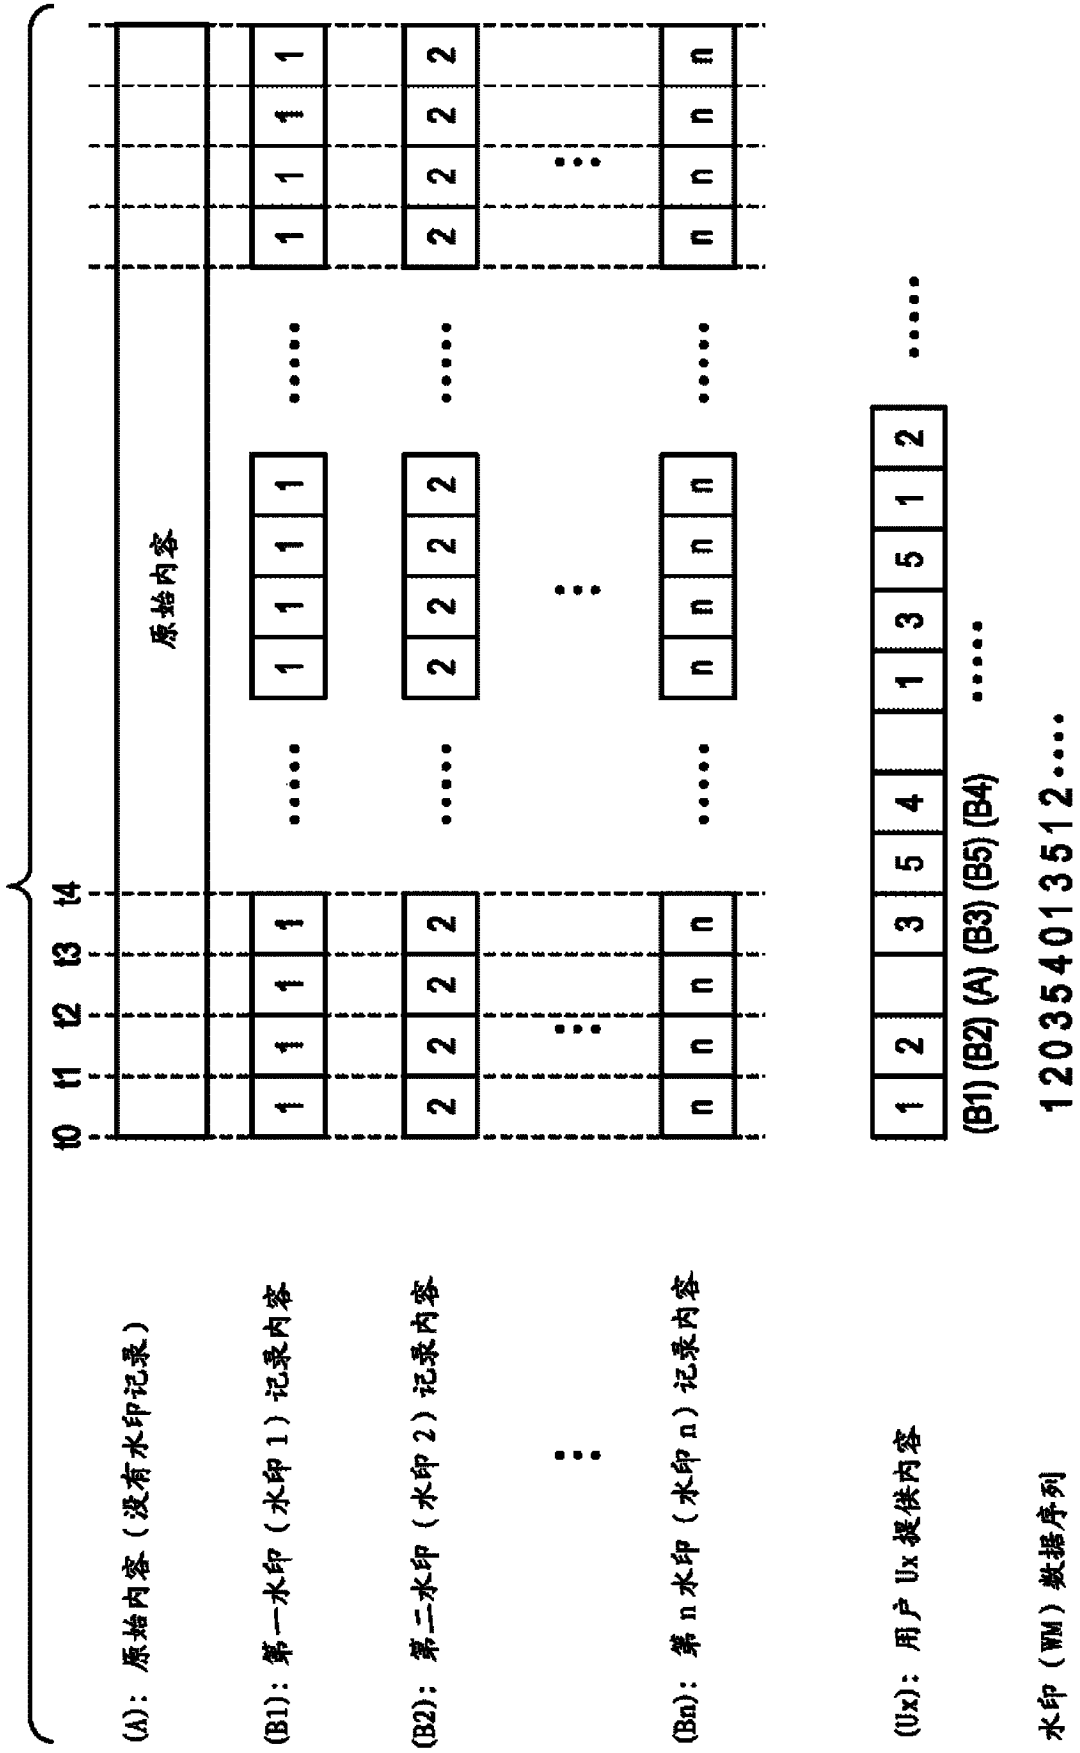 t0 t1 t2 t3 t4
(A): 原始内容（没有水印记录） 原始内容
(B1): 第一水印（水印1）记录内容 1 1 1 1 ····· 1 1 1 1 ····· 1 1 1 1
(B2): 第二水印（水印2）记录内容 2 2 2 2 ····· 2 2 2 2 ····· 2 2 2 2
(Bn): 第n水印（水印n）记录内容 n n n n ····· n n n n ····· n n n n
(Ux): 用户Ux提供内容 1 2 3 5 4 1 3 5 1 2 ·····
(B1) (B2) (A) (B3) (B5) (B4) ·····
水印（WM）数据序列 1 2 0 3 5 4 0 1 3 5 1 2 ····